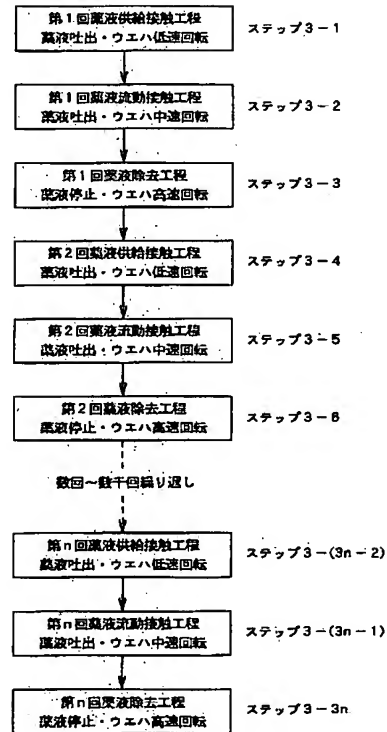 第1回薬液供給接触工程
薬液吐出・ウエハ低速回転
ステップ3-1
第1回薬液流動接触工程
薬液吐出・ウエハ中速回転
ステップ3-2
第1回薬液除去工程
薬液停止・ウエハ高速回転
ステップ3-3
第2回薬液供給接触工程
薬液吐出・ウエハ低速回転
ステップ3-4
第2回薬液流動接触工程
薬液吐出・ウエハ中速回転
ステップ3-5
第2回薬液除去工程
薬液停止・ウエハ高速回転
ステップ3-6
数回~数千回繰り返し
第n回薬液供給接触工程
薬液吐出・ウエハ低速回転
ステップ3-(3n-2)
第n回薬液流動接触工程
薬液吐出・ウエハ中速回転
ステップ3-(3n-1)
第n回薬液除去工程
薬液停止・ウエハ高速回転
ステップ3-3n